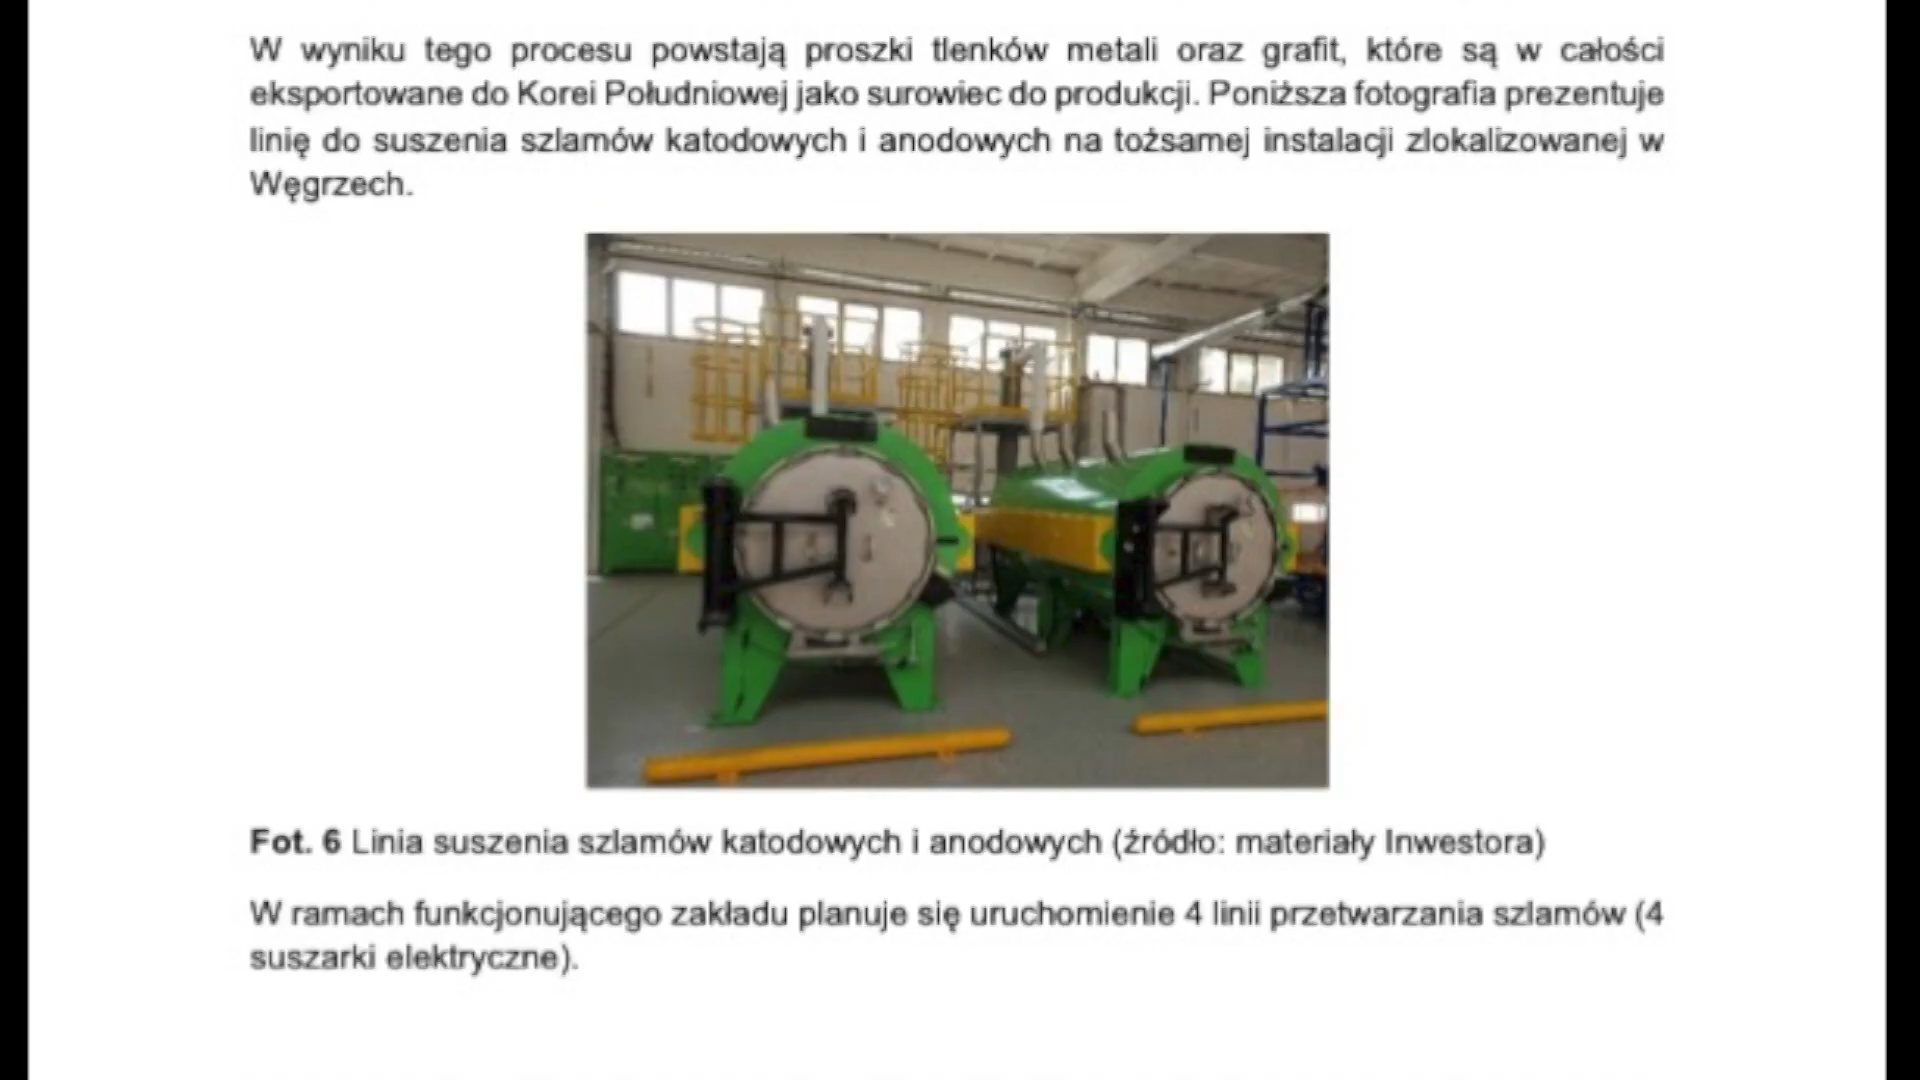 W wyniku tego procesu powstają proszki tlenków metali oraz grafit, które są w całości
eksportowane do Korei Południowej jako surowiec do produkcji. Poniższa fotografia prezentuje
linię do suszenia szlamów katodowych i anodowych na tożsamej instalacji zlokalizowanej w
Węgrzech.
Fot. 6 Linia suszenia szlamów katodowych i anodowych (źródło: materiały Inwestora)
W ramach funkcjonującego zakładu planuje się uruchomienie 4 linii przetwarzania szlamów (4
suszarki elektryczne).